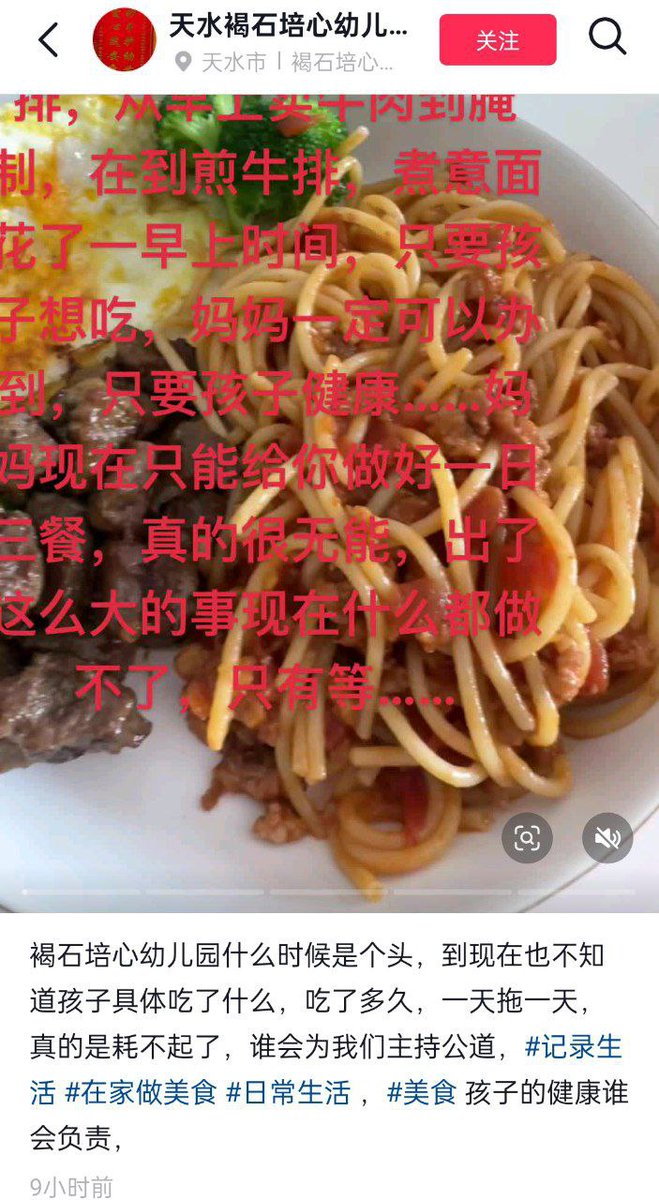 天水褐石培心幼儿...
关注
天水市 | 褐石培心...
排，从早上卖牛肉到腌
制，在到煎牛排，煮意面
花了一早上时间，只要孩
子想吃，妈妈一定可以办
到，只要孩子健康......妈
妈现在只能给你做好一日
三餐，真的很无能，出了
这么大的事现在什么都做
不了，只有等......
褐石培心幼儿园什么时候是个头，到现在也不知
道孩子具体吃了什么，吃了多久，一天拖一天，
真的是耗不起了，谁会为我们主持公道，#记录生
活 #在家做美食 #日常生活 ，#美食 孩子的健康谁
会负责，
9小时前